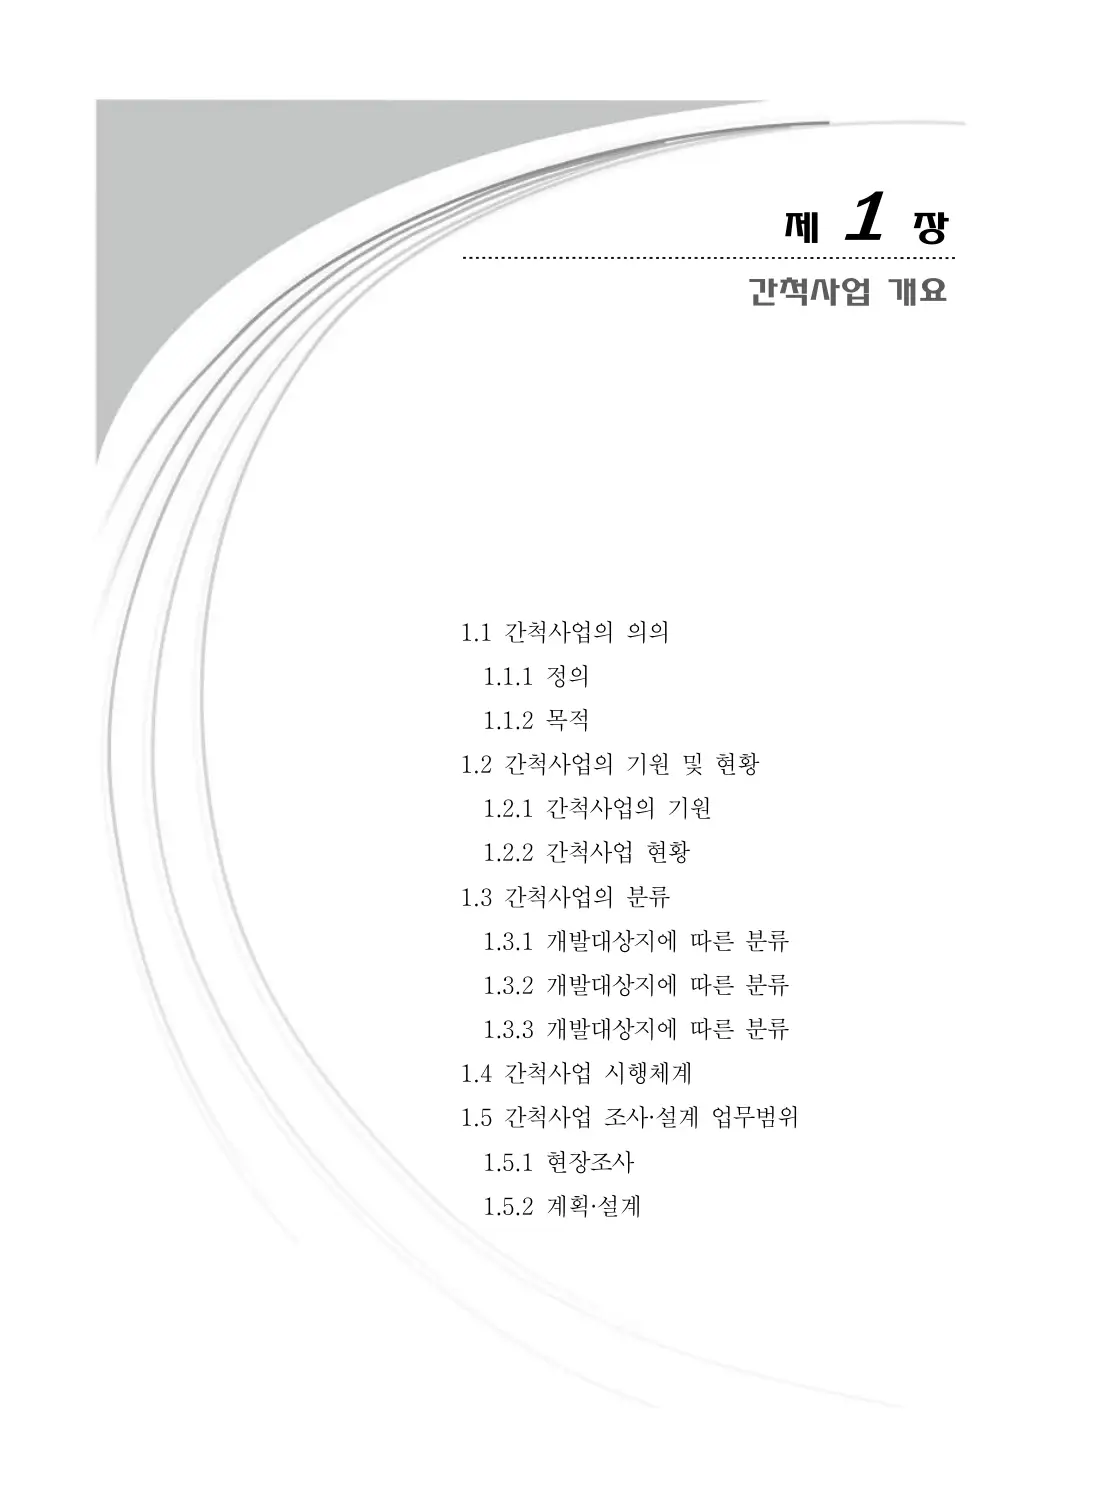 제 1 장
간척사업 개요
1.1 간척사업의 의의
1.1.1 정의
1.1.2 목적
1.2 간척사업의 기원 및 현황
1.2.1 간척사업의 기원
1.2.2 간척사업 현황
1.3 간척사업의 분류
1.3.1 개발대상지에 따른 분류
1.3.2 개발대상지에 따른 분류
1.3.3 개발대상지에 따른 분류
1.4 간척사업 시행체계
1.5 간척사업 조사·설계 업무범위
1.5.1 현장조사
1.5.2 계획·설계